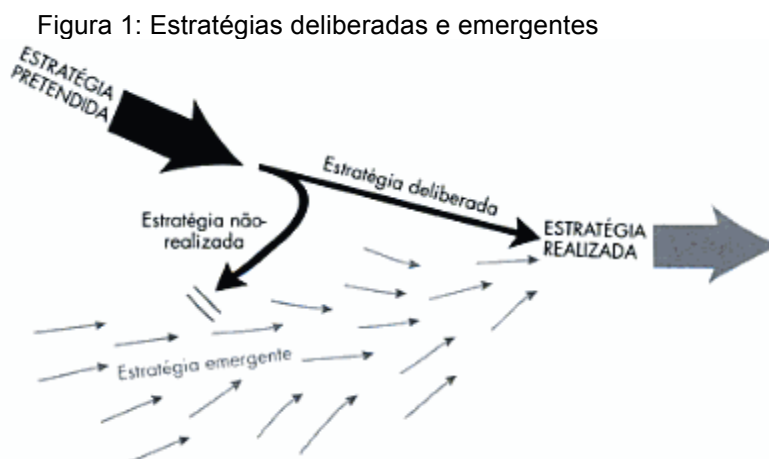 Figura 1: Estratégias deliberadas e emergentes
ESTRATÉGIA
PRETENDIDA
Estratégia deliberada
Estratégia não-
realizada
ESTRATÉGIA
REALIZADA
Estratégia emergente